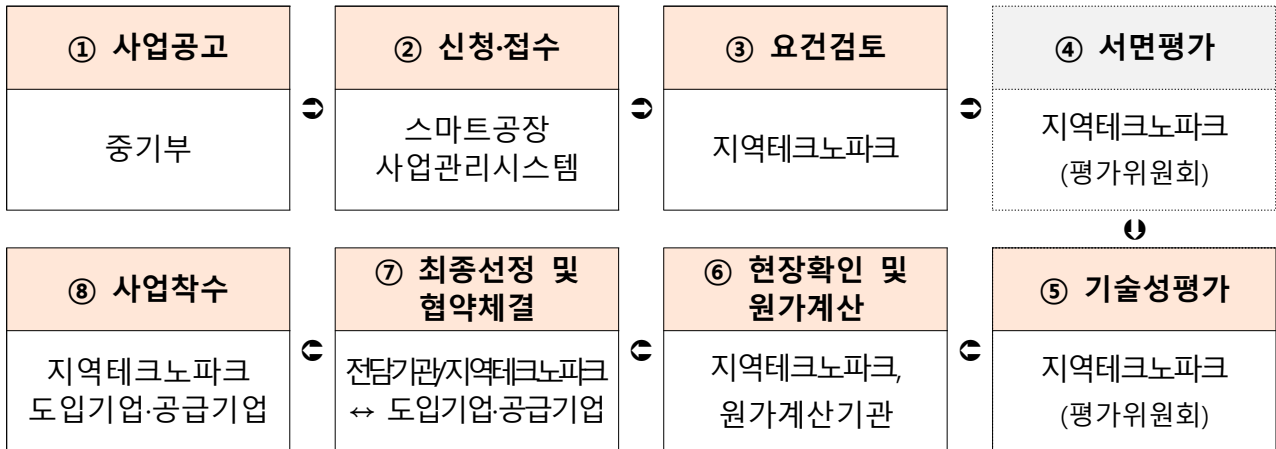 ① 사업공고
중기부
② 신청·접수
스마트공장
사업관리시스템
③ 요건검토
지역테크노파크
④ 서면평가
지역테크노파크
(평가위원회)
⑤ 기술성평가
지역테크노파크
(평가위원회)
⑥ 현장확인 및
원가계산
지역테크노파크,
원가계산기관
⑦ 최종선정 및
협약체결
전담기관/지역테크노파크
↔ 도입기업·공급기업
⑧ 사업착수
지역테크노파크
도입기업·공급기업